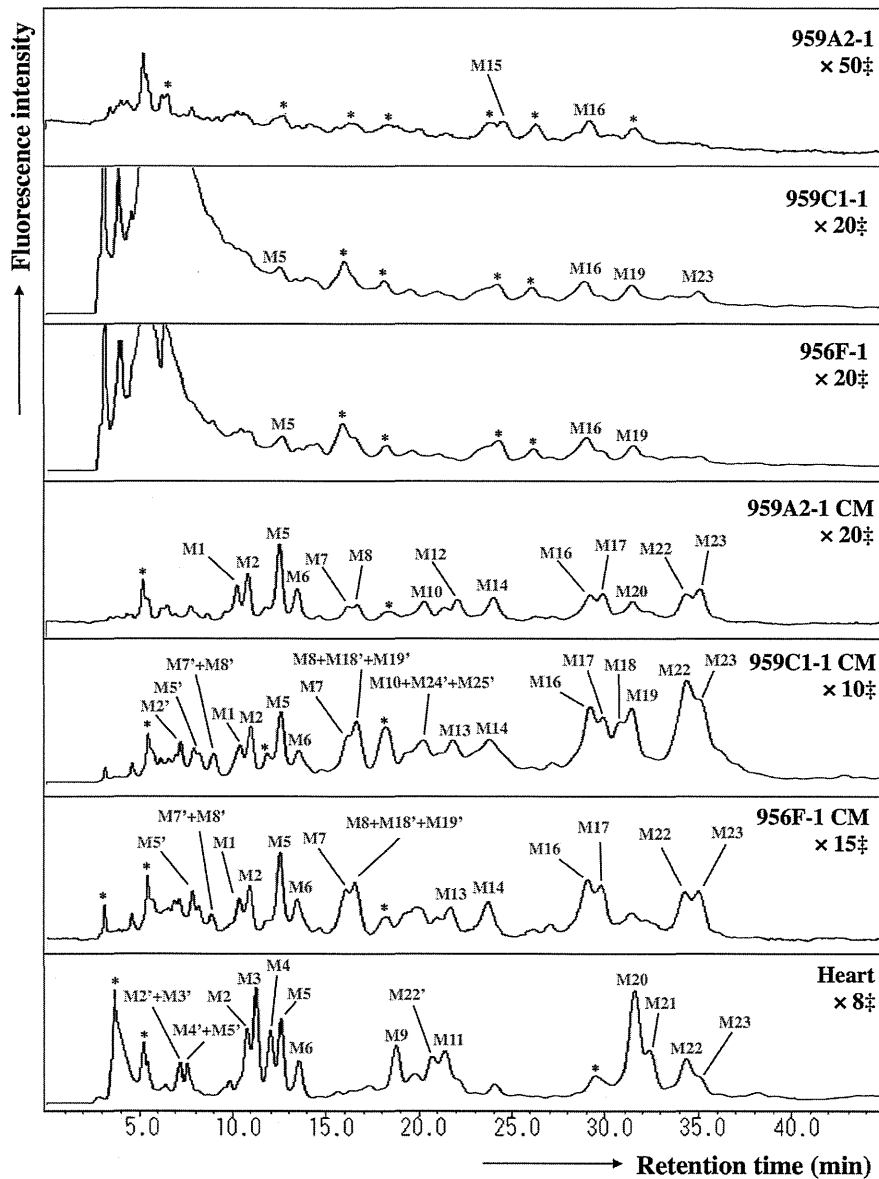 Fluorescence intensity
959A2-1
× 50‡
* * * * M15 * * M16 *
959C1-1
× 20‡
M5 * * * * M16 M19 M23
956F-1
× 20‡
M5 * * * * M16 M19
959A2-1 CM
× 20‡
* M1 M2 M5 M6 M7 M8 * M10 M12 M14 M16 M17 M20 M22 M23
959C1-1 CM
× 10‡
* M2' M5' M7'+M8' M1 M2 * M5 M6 M7 M8+M18'+M19' * M10+M24'+M25' M13 M14 M16 M17 M18 M19 M22 M23
956F-1 CM
× 15‡
* * M5' M7'+M8' M1 M2 M5 M6 M7 M8+M18'+M19' * M13 M14 M16 M17 M22 M23
Heart
× 8‡
* * M2'+M3' M4'+M5' M2 M3 M4 M5 M6 M9 M22' M11 * M20 M21 M22 M23
5.0 10.0 15.0 20.0 25.0 30.0 35.0 40.0
Retention time (min)